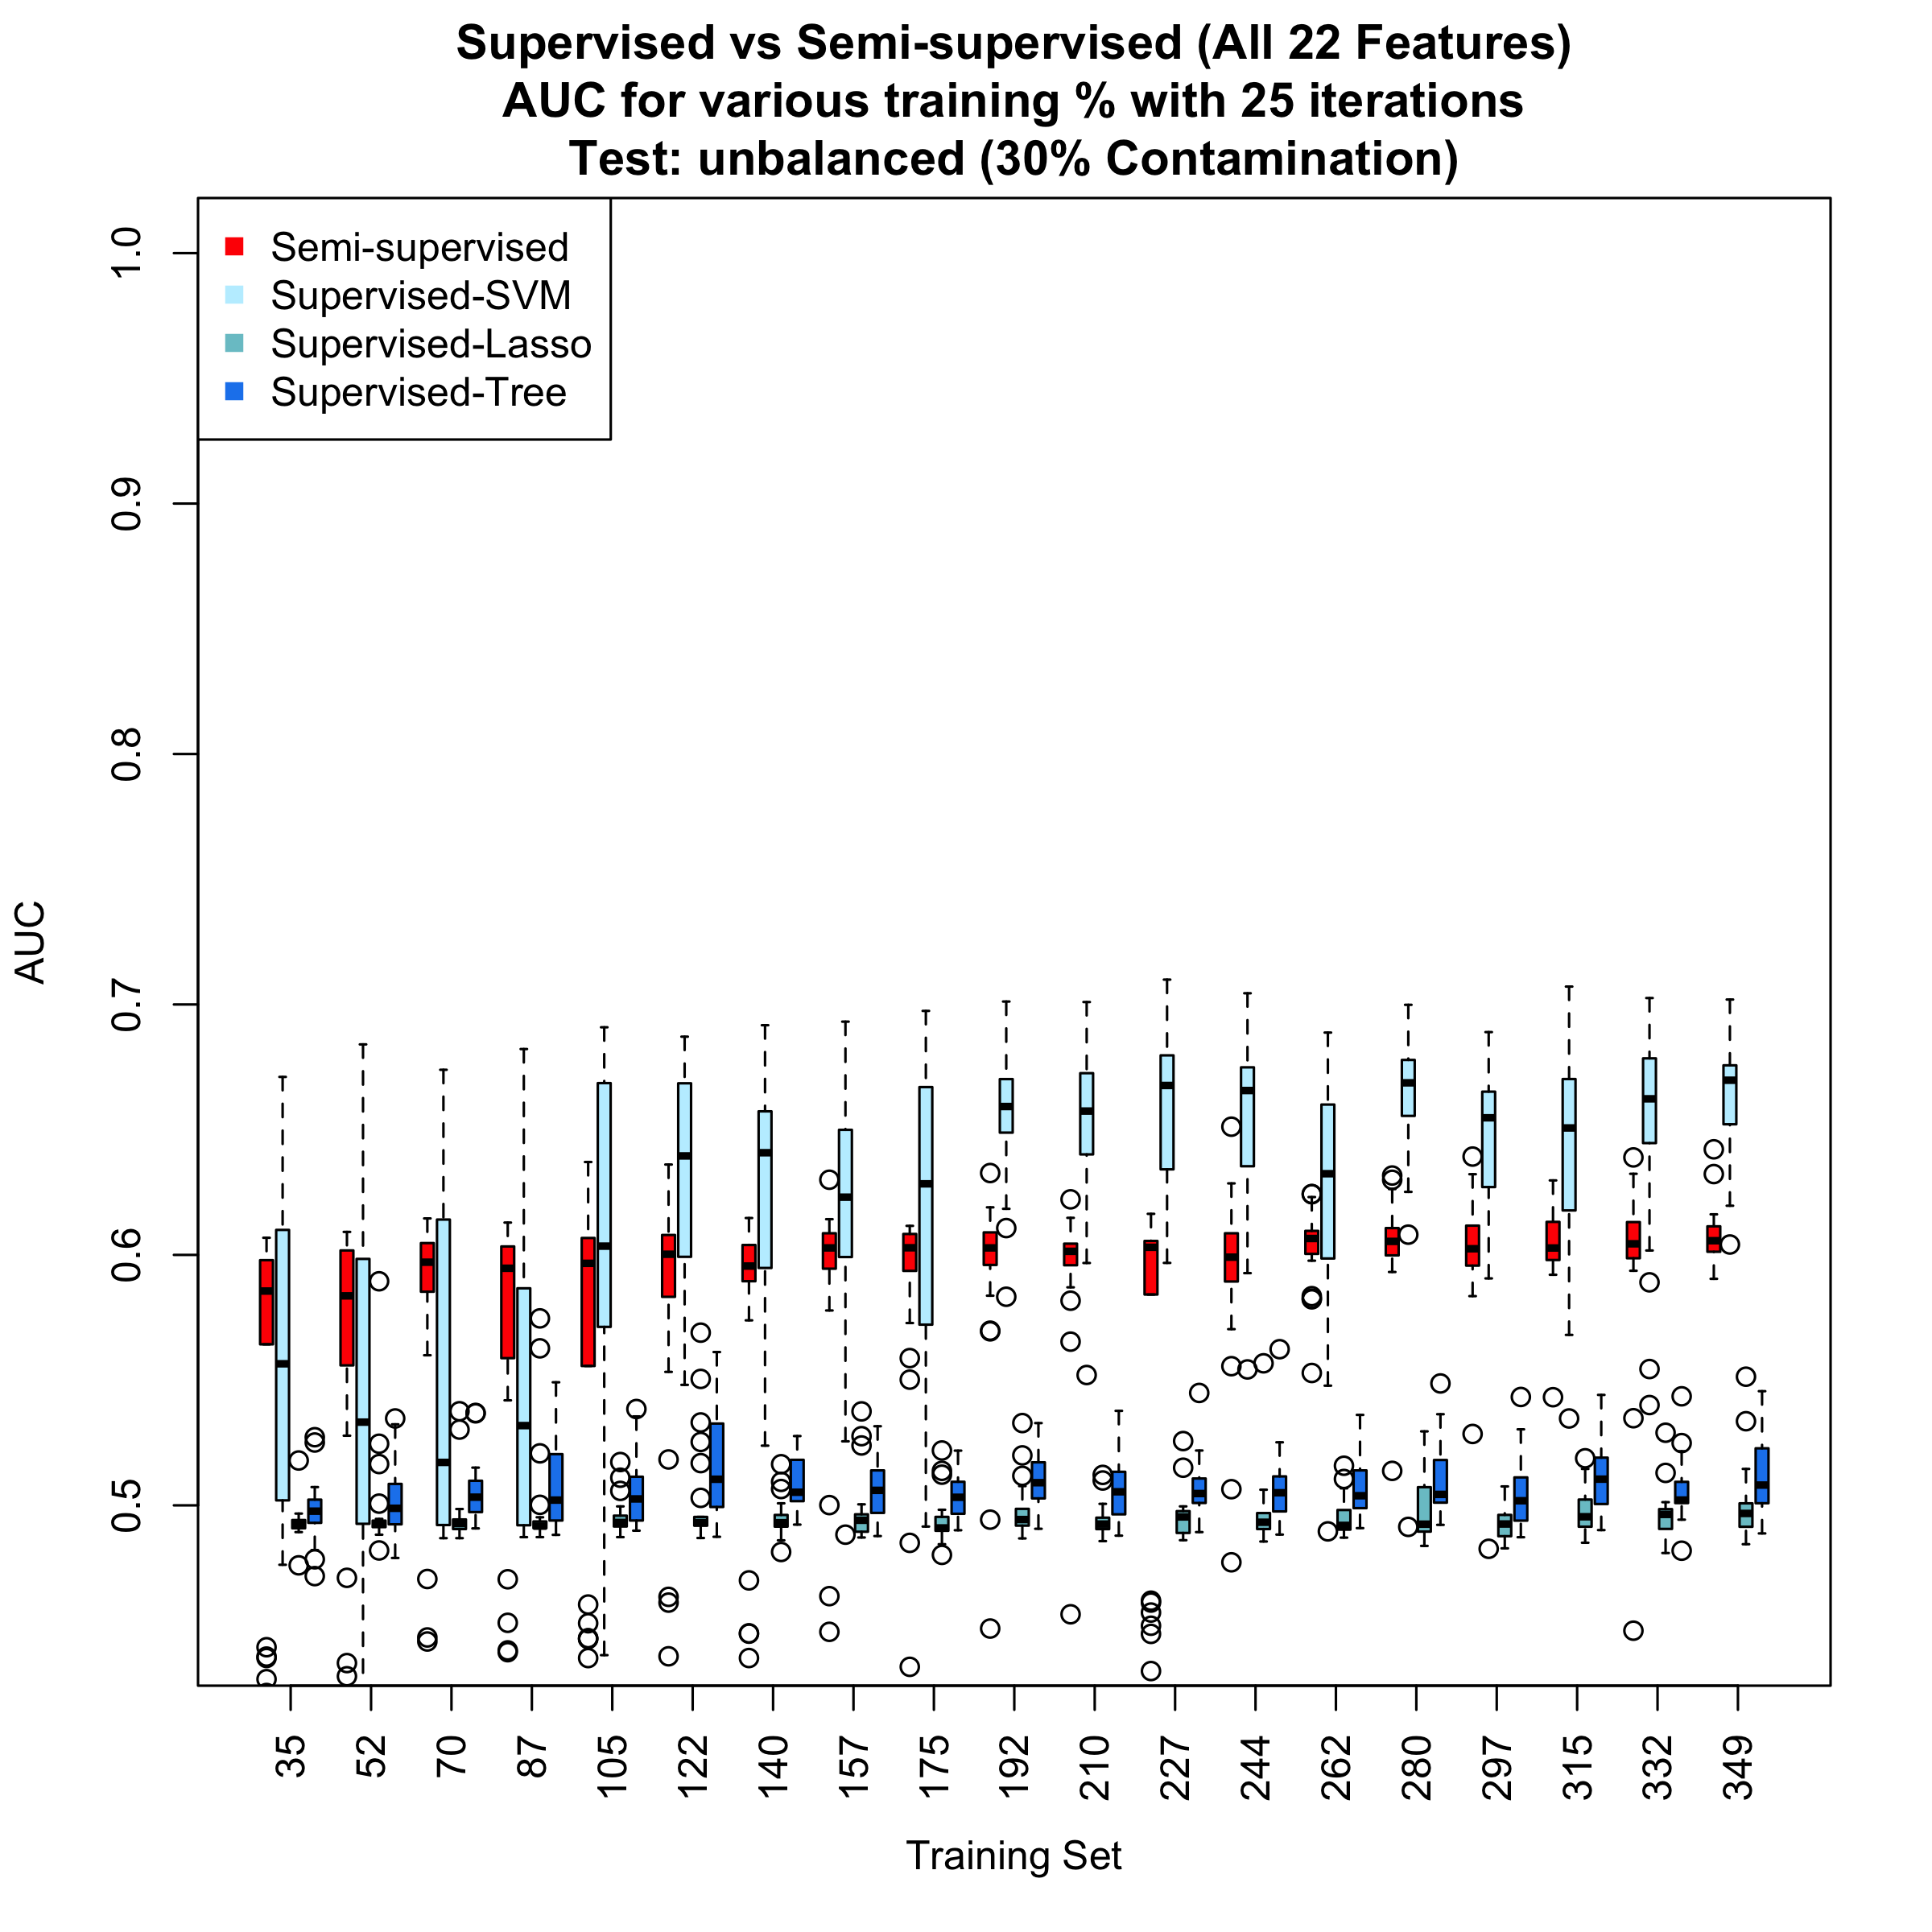 Supervised vs Semi-supervised (All 22 Features)
AUC for various training % with 25 iterations
Test: unbalanced (30% Contamination)
Semi-supervised
Supervised-SVM
Supervised-Lasso
Supervised-Tree
1.0
0.9
0.8
0.7
0.6
0.5
AUC
35 52 70 87 105 122 140 157 175 192 210 227 244 262 280 297 315 332 349
Training Set